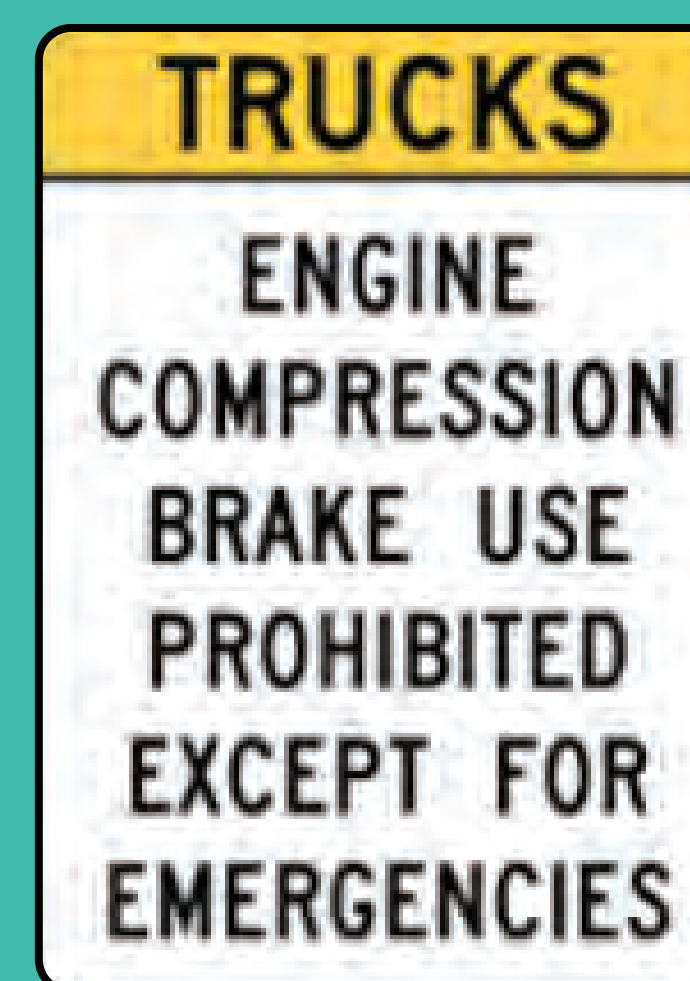 TRUCKS
ENGINE
COMPRESSION
BRAKE USE
PROHIBITED
EXCEPT FOR
EMERGENCIES